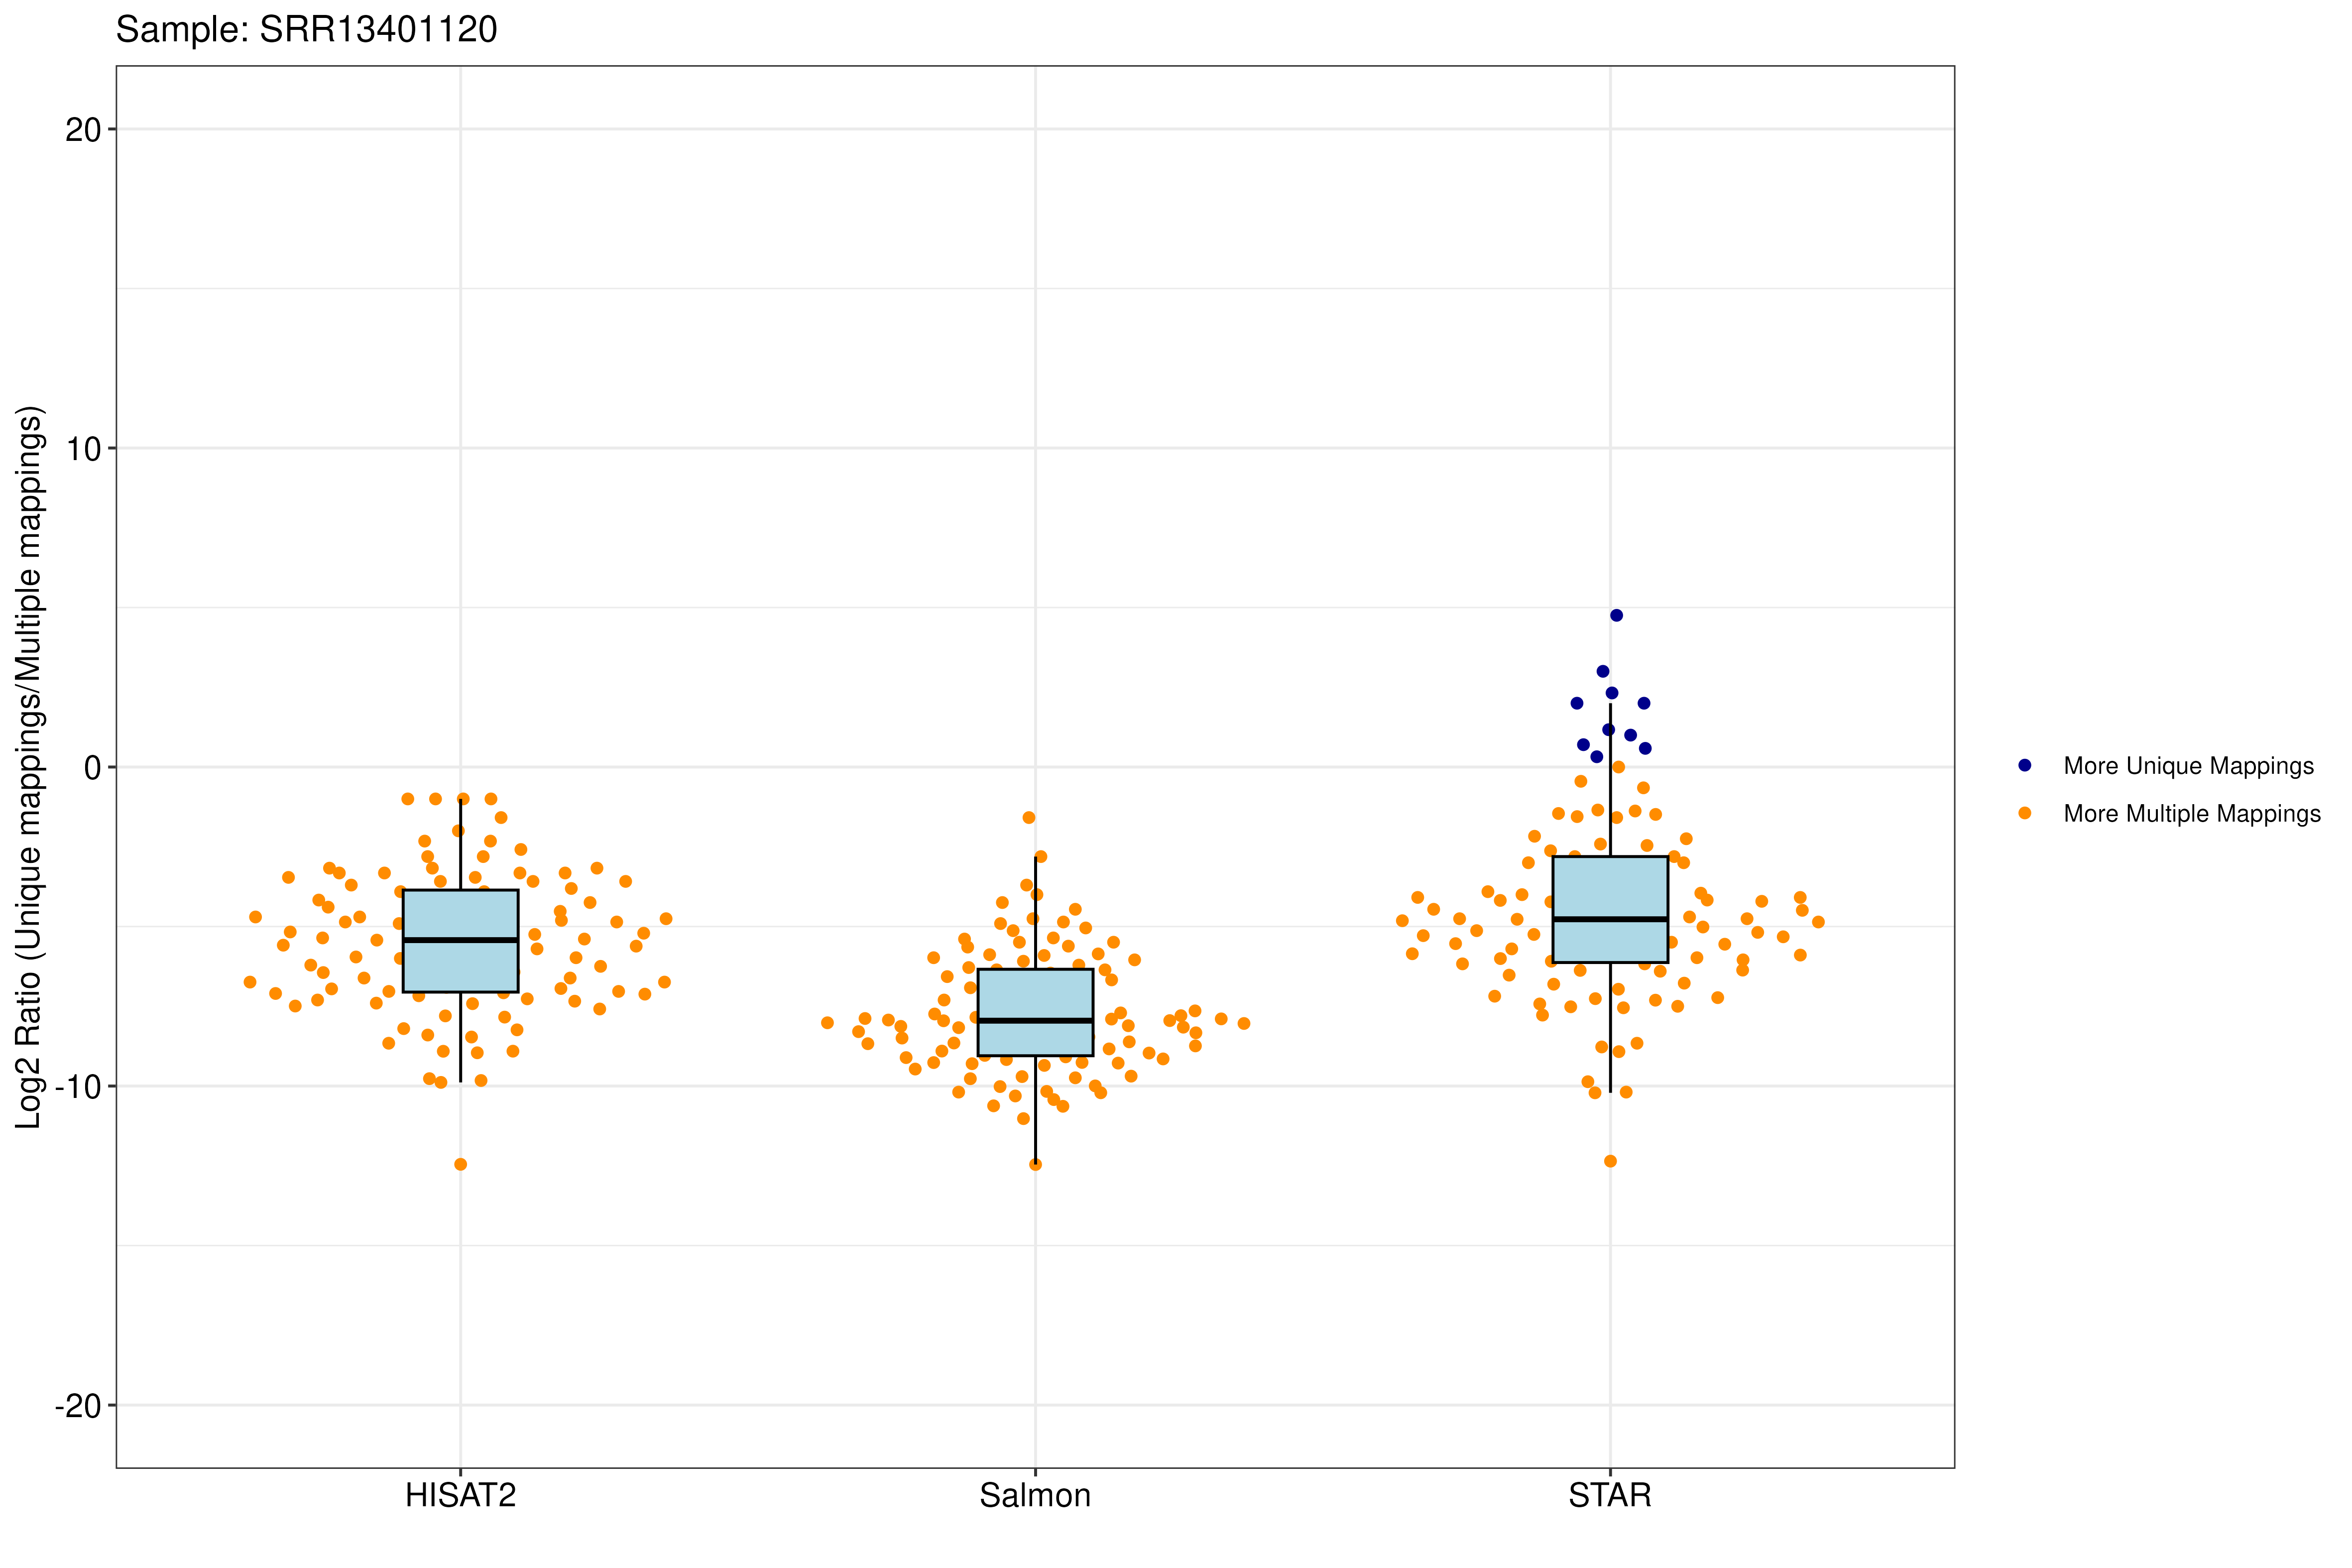 Sample: SRR13401120
Log2 Ratio (Unique mappings/Multiple mappings)
20
10
0
-10
-20
HISAT2
Salmon
STAR
More Unique Mappings
More Multiple Mappings